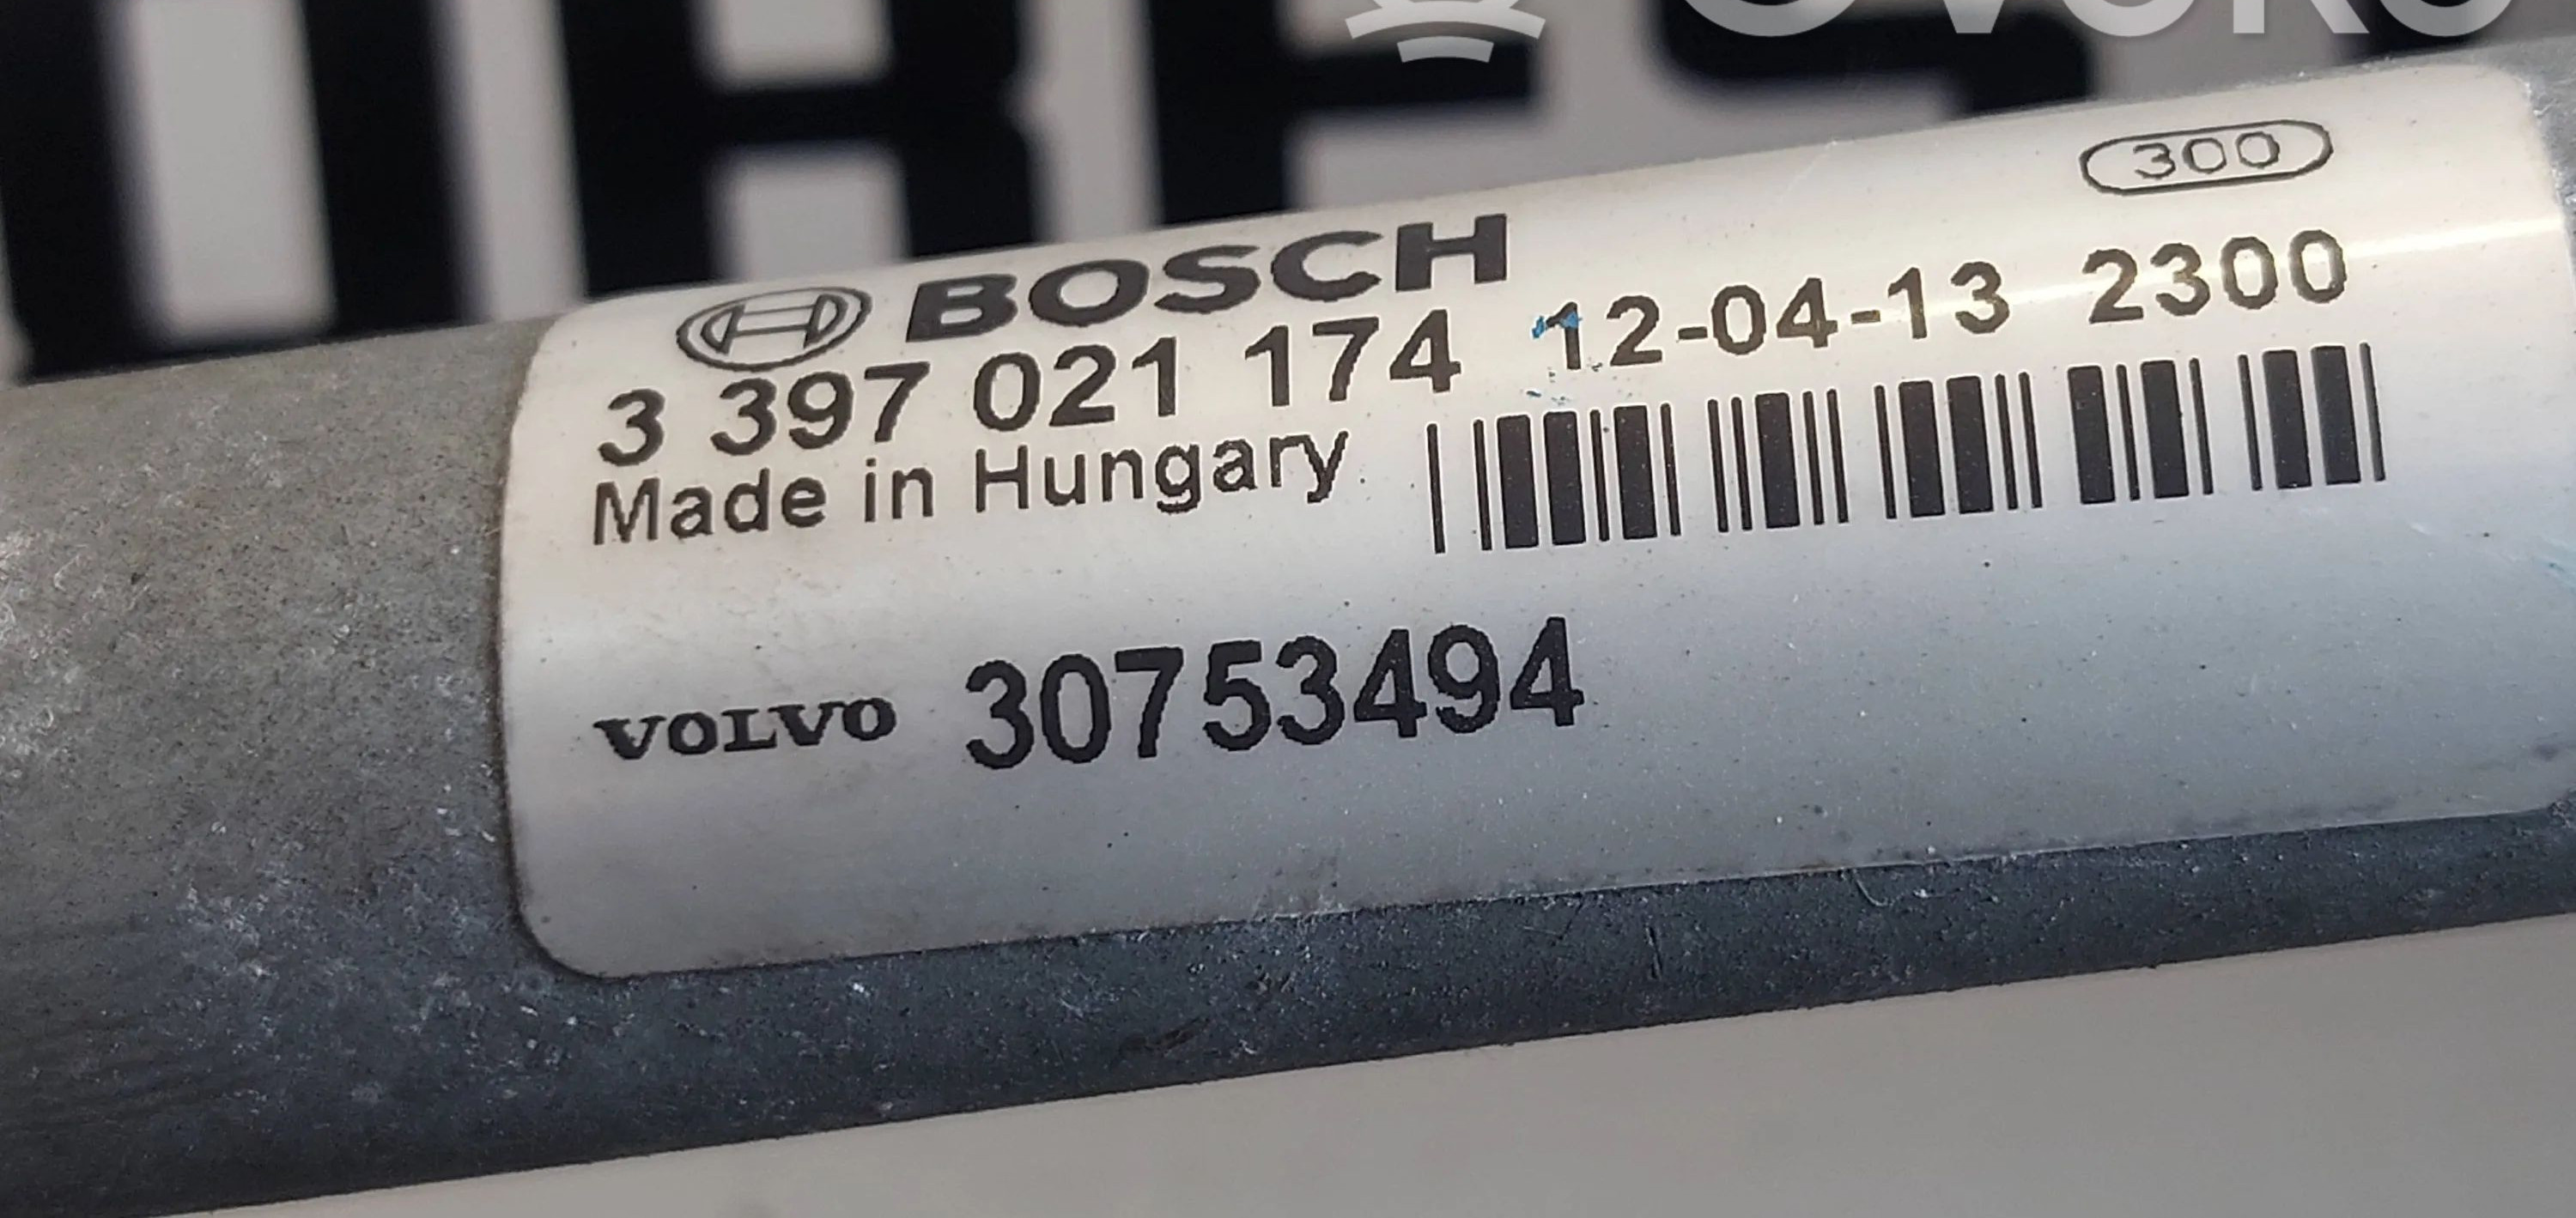 300
BOSCH
3 397 021 174 12-04-13 2300
Made in Hungary
VOLVO 30753494